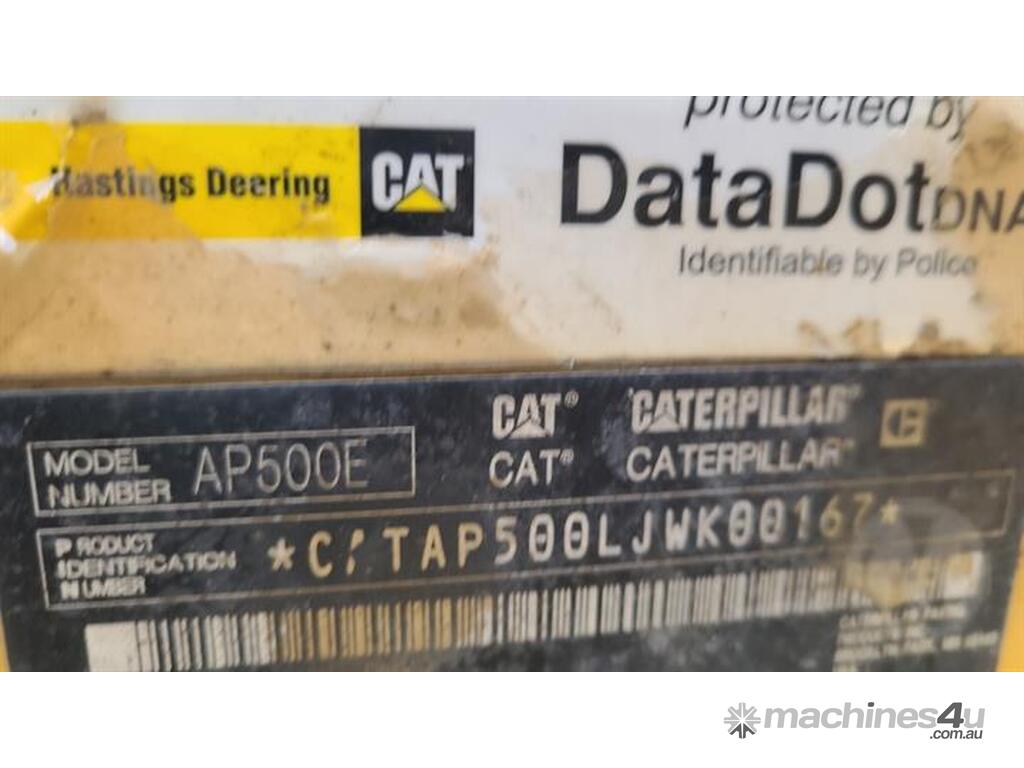 protected by
Hastings Deering CAT
DataDotDNA
Identifiable by Police
CAT® CATERPILLAR®
CAT® CATERPILLAR®
MODEL NUMBER AP500E
PRODUCT IDENTIFICATION NUMBER *CATAP500LJWK00167*
machines4u
.com.au